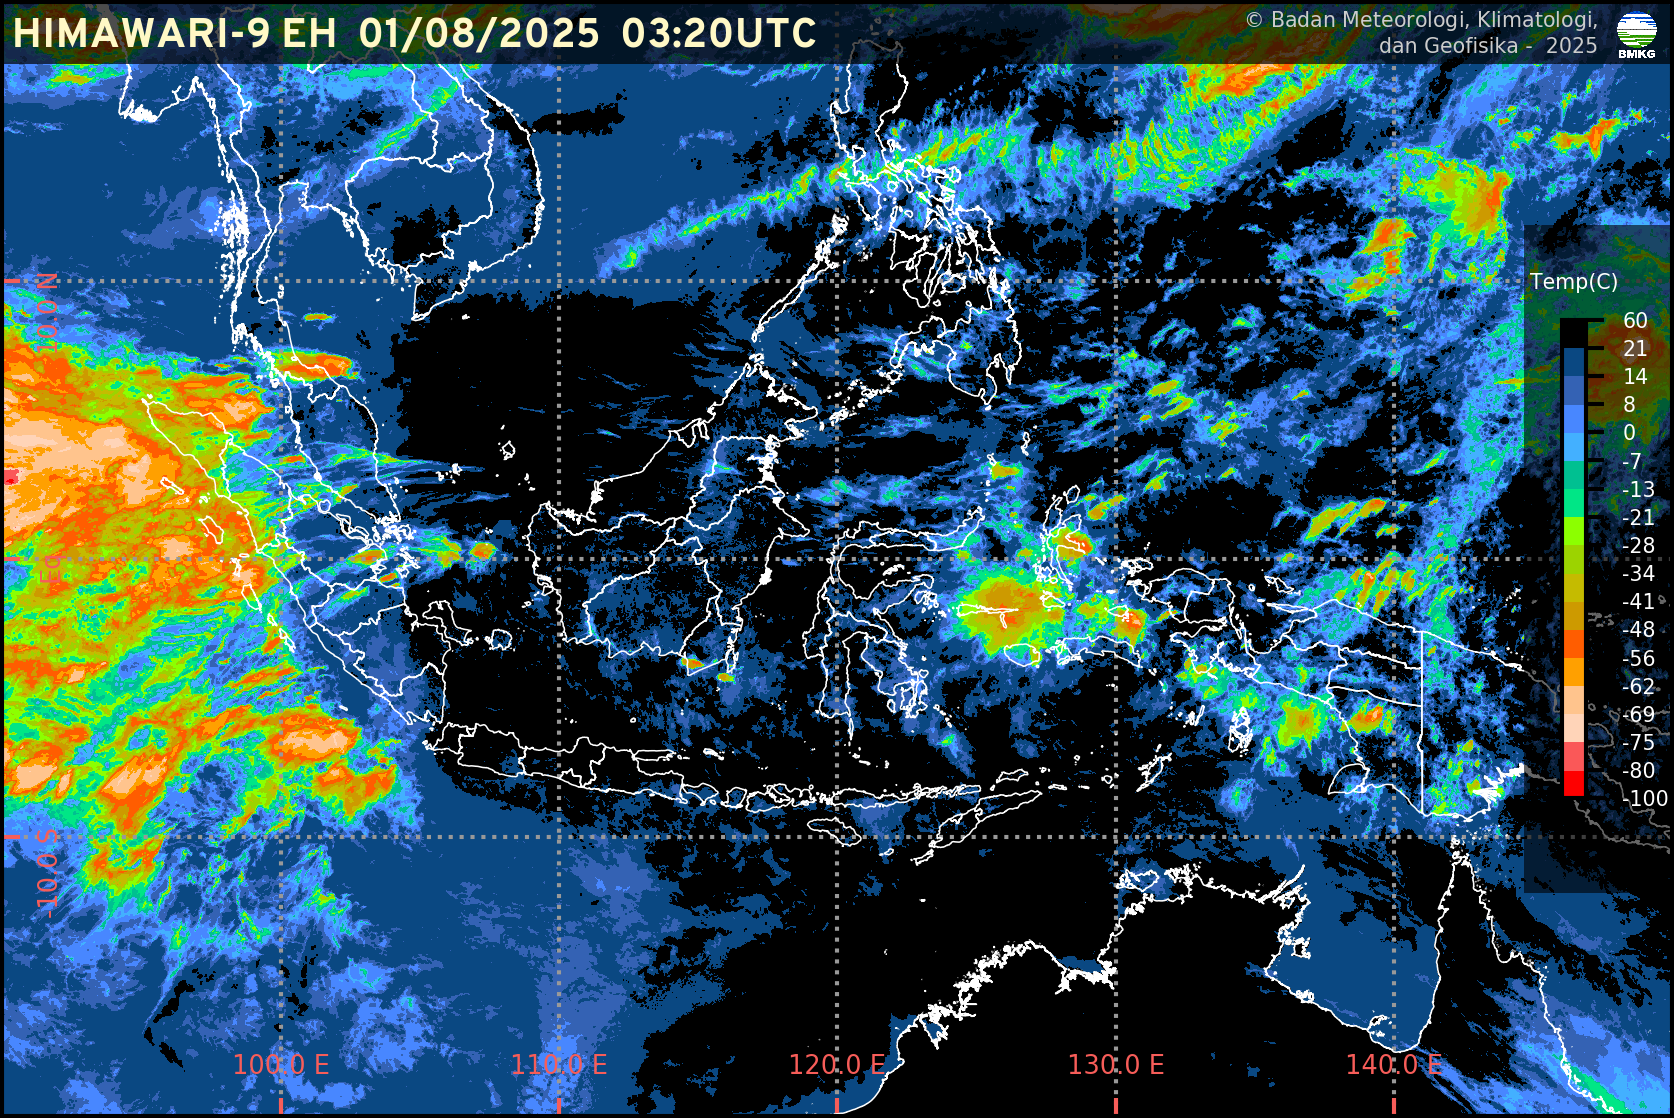 HIMAWARI-9 EH 01/08/2025 03:20UTC
© Badan Meteorologi, Klimatologi,
dan Geofisika - 2025
BMKG
Temp(C)
60
21
14
8
0
-7
-13
-21
-28
-34
-41
-48
-56
-62
-69
-75
-80
-100
10.0 N
Eq
-10.0 S
100.0 E
110.0 E
120.0 E
130.0 E
140.0 E